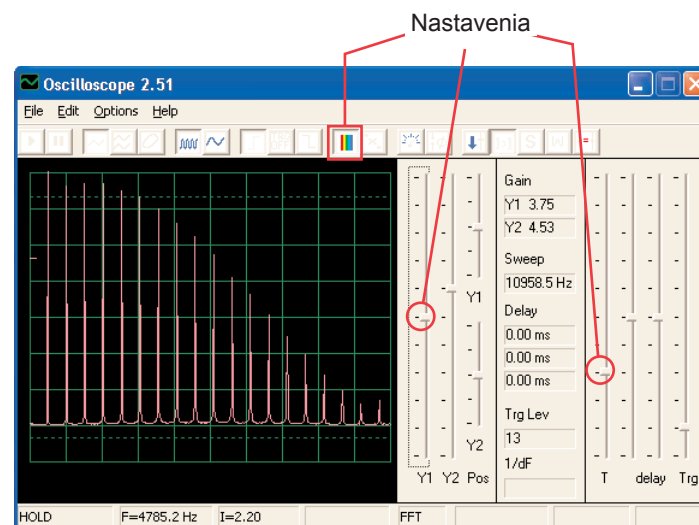 Nastavenia
Oscilloscope 2.51
File Edit Options Help
Gain
Y1 3.75
Y2 4.53
Sweep
10958.5 Hz
Delay
0.00 ms
0.00 ms
0.00 ms
Trg Lev
13
1/dF
Y1
Y2
Y1 Y2 Pos
T delay Trg
HOLD F=4785.2 Hz I=2.20 FFT